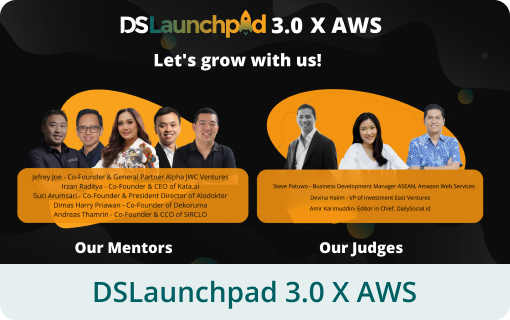 DSLaunchpad 3.0 X AWS
Let's grow with us!
Jefrey Joe - Co-Founder & General Partner Alpha JWC Ventures
Irzan Raditya - Co-Founder & CEO of Kata.ai
Suci Arumsari - Co-Founder & President Director of Alodokter
Dimas Harry Priawan - Co-Founder of Dekoruma
Andreas Thamrin - Co-Founder & CCO of SIRCLO
Steve Patuwo - Business Development Manager ASEAN, Amazon Web Services
Devina Halim - VP of Investment East Ventures
Amir Karimuddin- Editor in Chief, DailySocial.id
Our Mentors
Our Judges
DSLaunchpad 3.0 X AWS